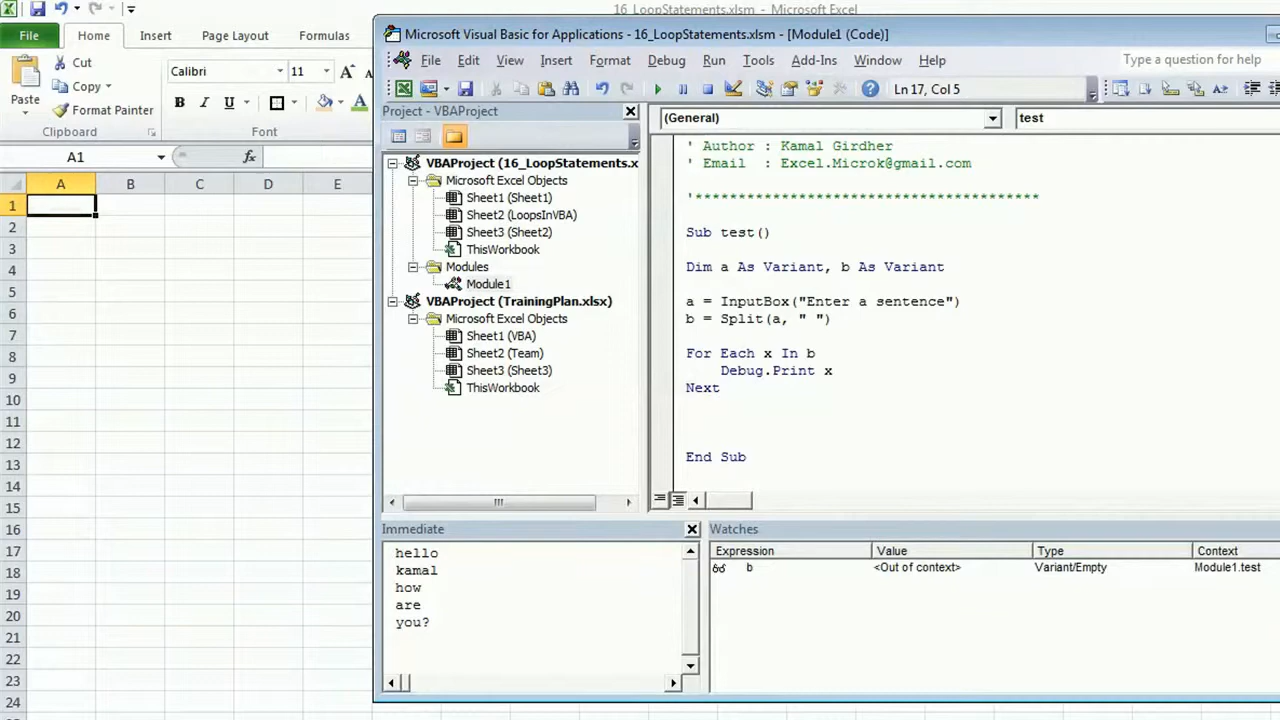 16_LoopStatements.xlsm - Microsoft Excel
File Home Insert Page Layout Formulas
Paste
Cut
Copy
Format Painter
Clipboard
Calibri 11 A A
B I U A
Font
A1 fx
A B C D E
1
2
3
4
5
6
7
8
9
10
11
12
13
14
15
16
17
18
19
20
21
22
23
24
Microsoft Visual Basic for Applications - 16_LoopStatements.xlsm - [Module1 (Code)]
File Edit View Insert Format Debug Run Tools Add-Ins Window Help Type a question for help
Ln 17, Col 5
Project - VBAProject
VBAProject (16_LoopStatements.x
Microsoft Excel Objects
Sheet1 (Sheet1)
Sheet2 (LoopsInVBA)
Sheet3 (Sheet2)
ThisWorkbook
Modules
Module1
VBAProject (TrainingPlan.xlsx)
Microsoft Excel Objects
Sheet1 (VBA)
Sheet2 (Team)
Sheet3 (Sheet3)
ThisWorkbook
(General) test
' Author : Kamal Girdher
' Email : Excel.Microk@gmail.com
'****************************************
Sub test()
Dim a As Variant, b As Variant
a = InputBox("Enter a sentence")
b = Split(a, " ")
For Each x In b
Debug.Print x
Next
End Sub
Immediate
hello
kamal
how
are
you?
Watches
Expression Value Type Context
b <Out of context> Variant/Empty Module1.test